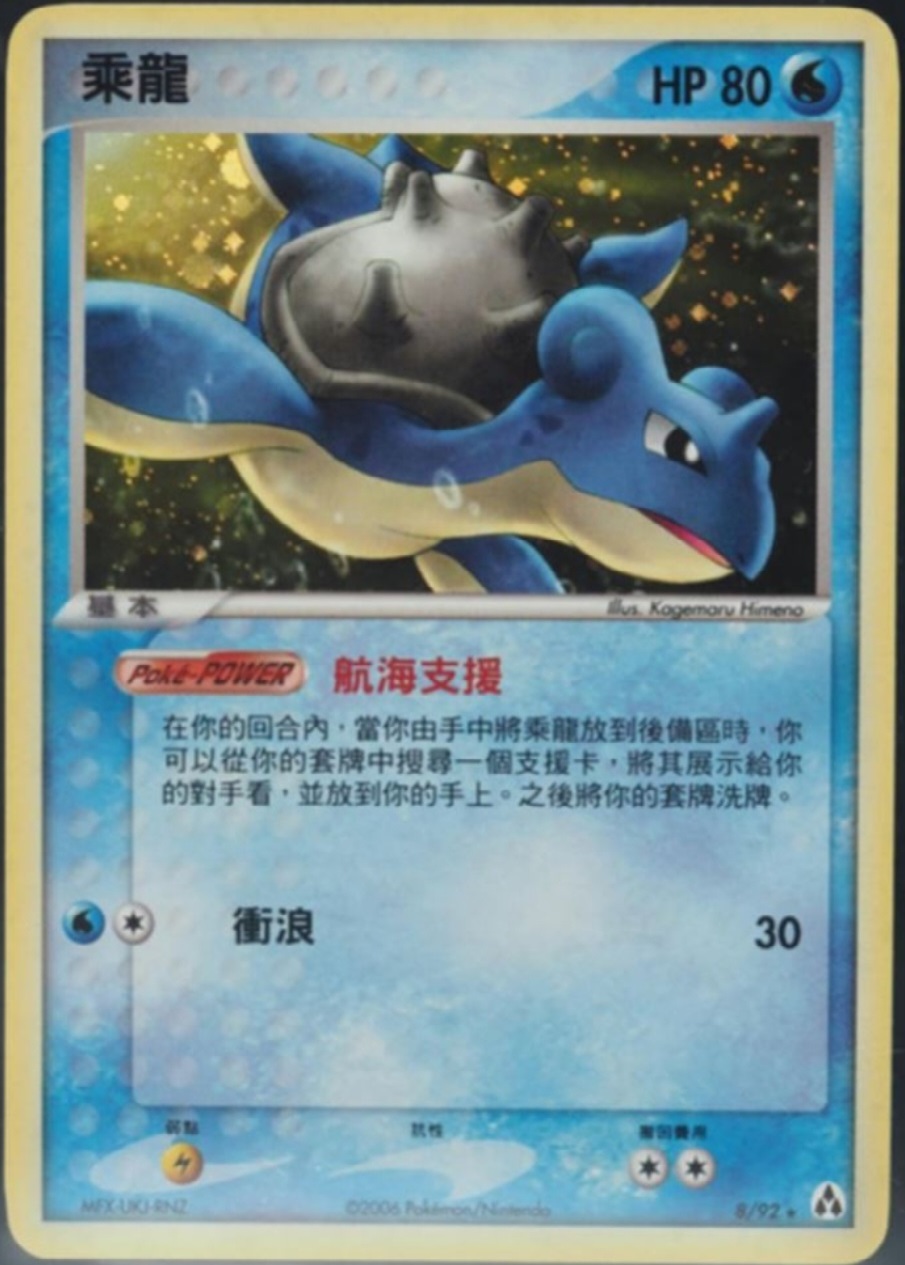 乘龍
HP 80
基本
Illus. Kagemaru Himeno
Poké-POWER 航海支援
在你的回合內，當你由手中將乘龍放到後備區時，你
可以從你的套牌中搜尋一個支援卡，將其展示給你
的對手看，並放到你的手上。之後將你的套牌洗牌。
衝浪 30
弱點 抗性 撤回費用
MFX-UKJ-RNZ ©2006 Pokémon/Nintendo 8/92 ★